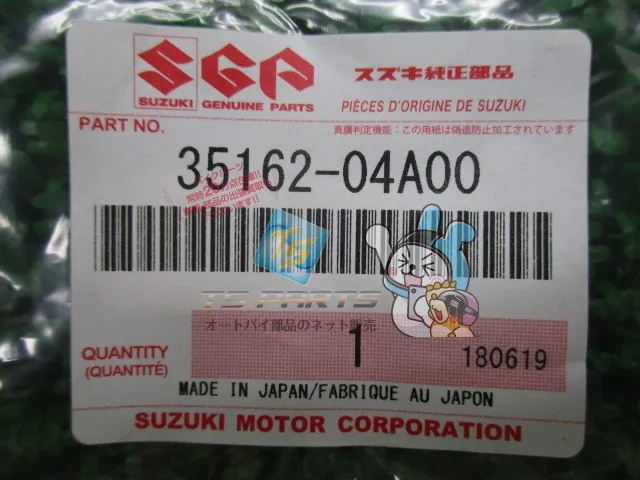 SGP
SUZUKI GENUINE PARTS
スズキ純正部品
PIÈCES D'ORIGINE DE SUZUKI
PART NO.
真贋判定機能：この用紙は偽造防止加工されています
35162-04A00
TS PARTS
オートバイ部品のネット販売
QUANTITY
(QUANTITÉ)
1
180619
MADE IN JAPAN/FABRIQUE AU JAPON
SUZUKI MOTOR CORPORATION